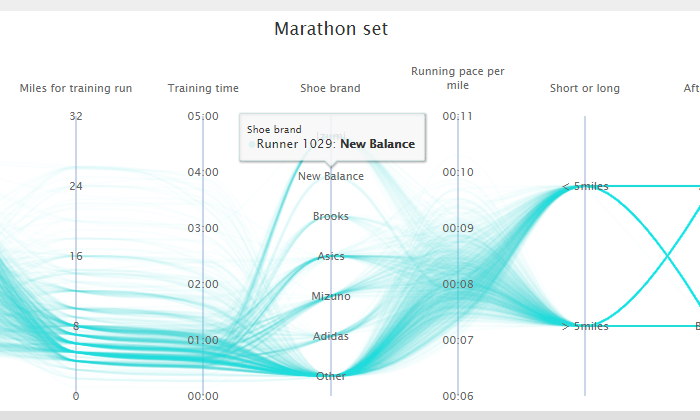 Marathon set
Miles for training run
Training time
Shoe brand
Running pace per
mile
Short or long
Aft
32
24
16
8
0
05:00
04:00
03:00
02:00
01:00
00:00
Shoe brand
Runner 1029: New Balance
New Balance
Brooks
Asics
Mizuno
Adidas
Other
00:11
00:10
00:09
00:08
00:07
00:06
< 5miles
> 5miles
B